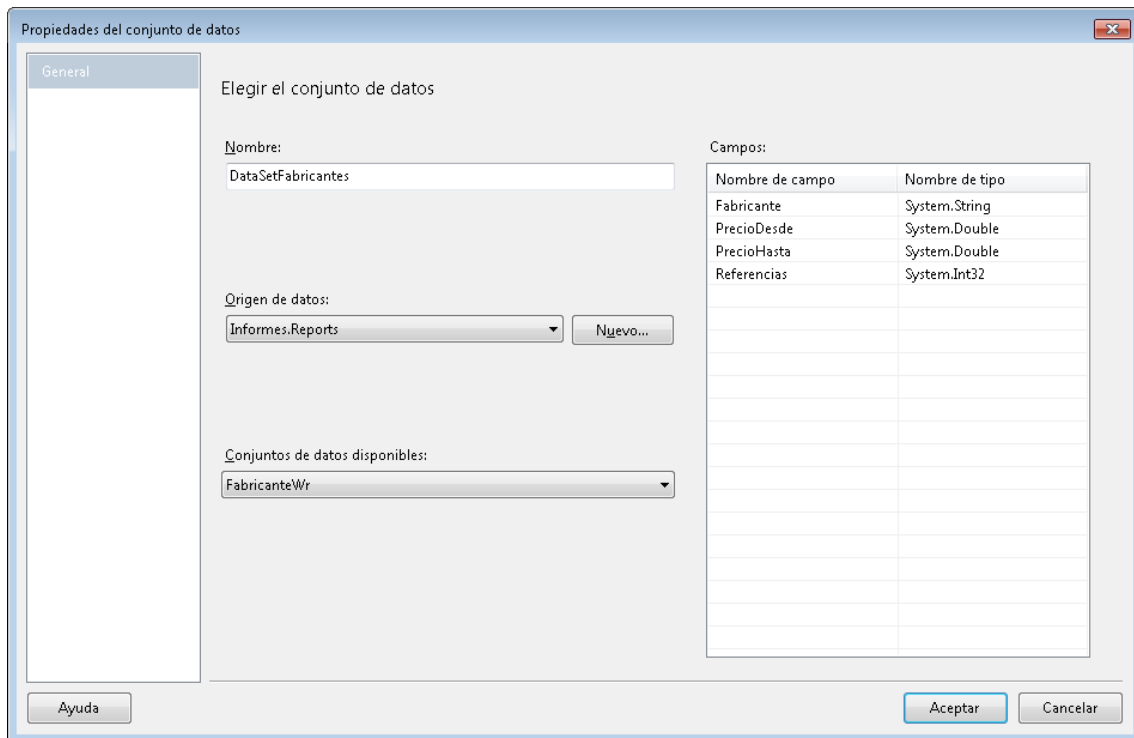 Propiedades del conjunto de datos
General
Elegir el conjunto de datos
Nombre:
DataSetFabricantes
Origen de datos:
Informes.Reports
Nuevo...
Conjuntos de datos disponibles:
FabricanteWr
Campos:
Nombre de campo Nombre de tipo
Fabricante System.String
PrecioDesde System.Double
PrecioHasta System.Double
Referencias System.Int32
Ayuda
Aceptar
Cancelar